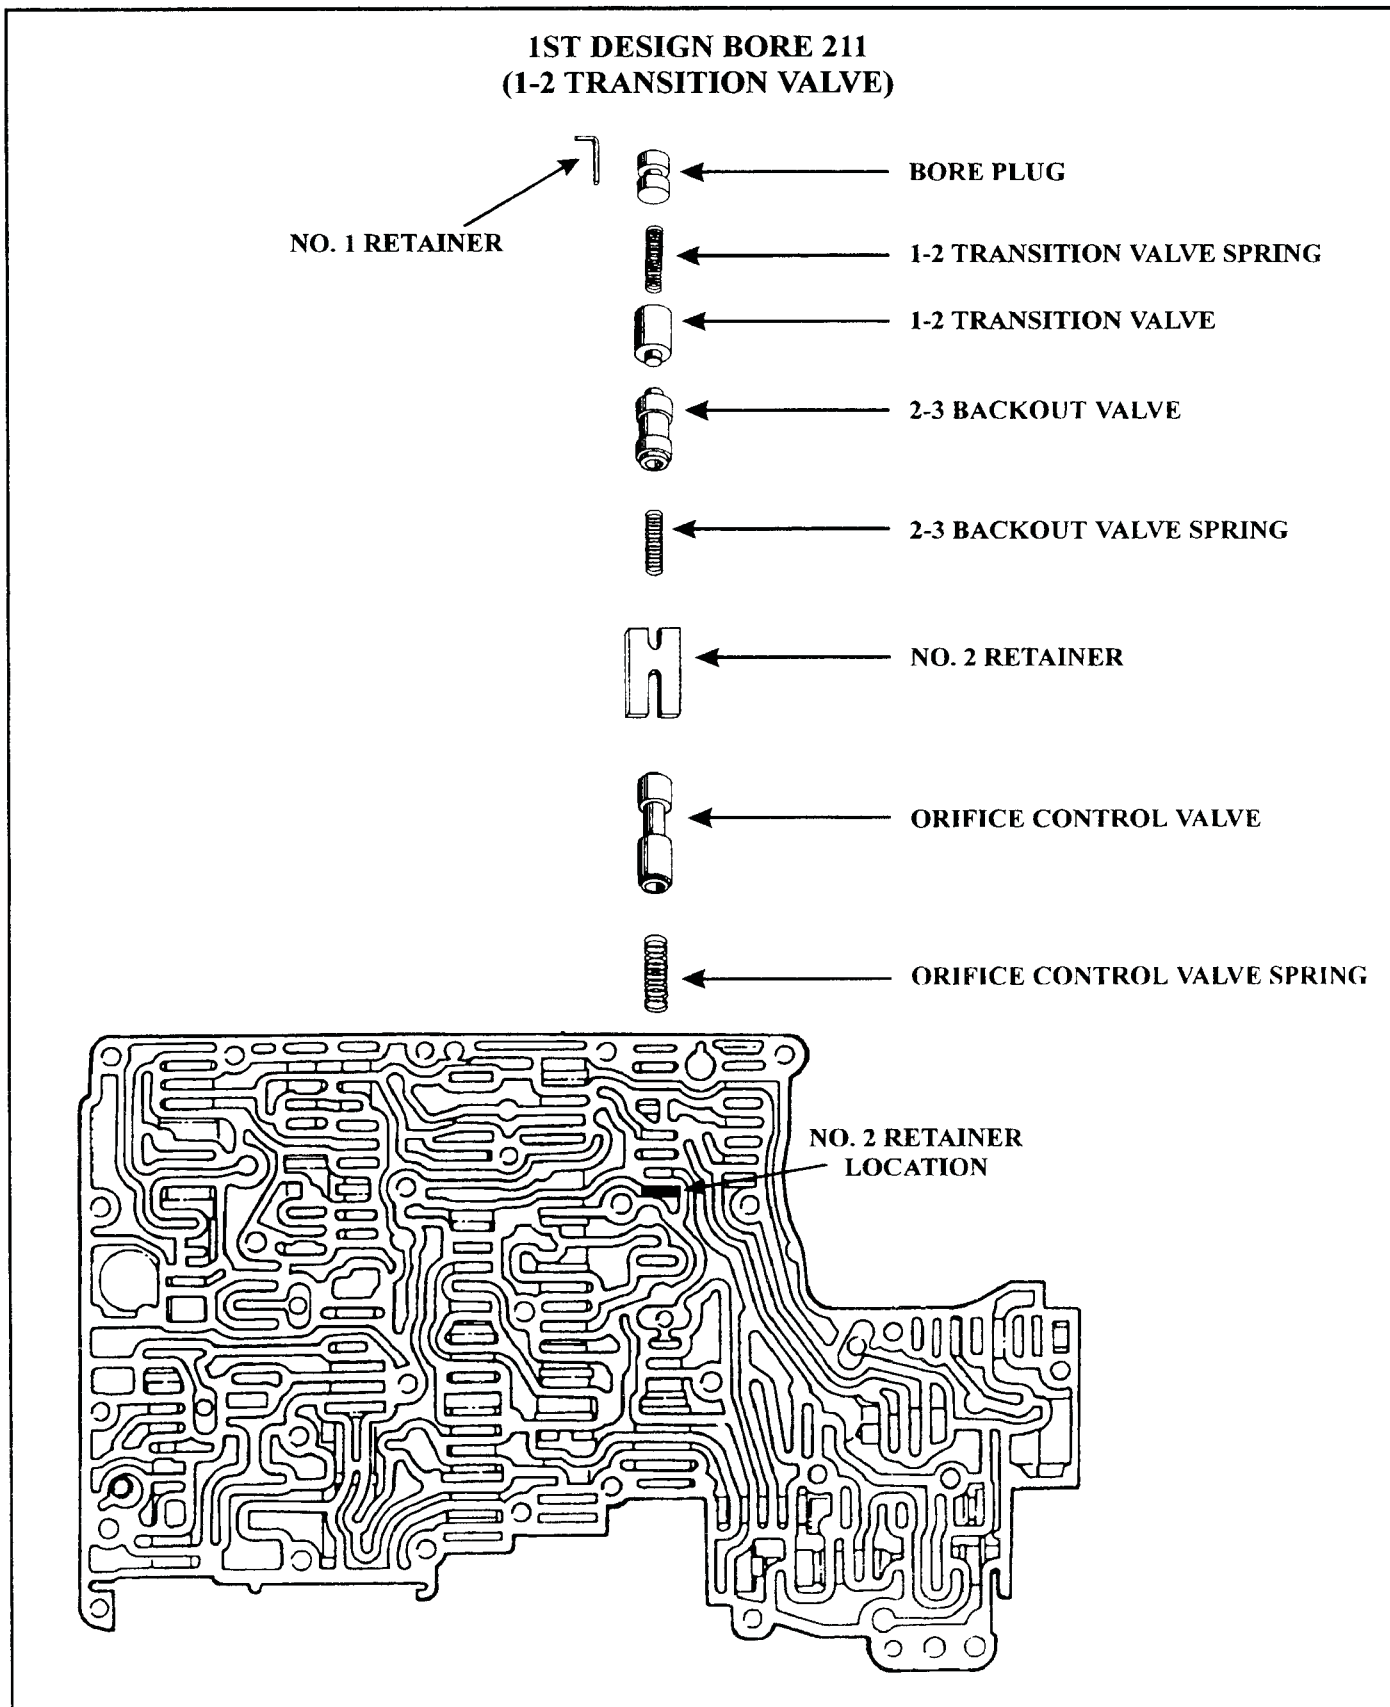 1ST DESIGN BORE 211
(1-2 TRANSITION VALVE)
BORE PLUG
NO. 1 RETAINER
1-2 TRANSITION VALVE SPRING
1-2 TRANSITION VALVE
2-3 BACKOUT VALVE
2-3 BACKOUT VALVE SPRING
NO. 2 RETAINER
ORIFICE CONTROL VALVE
ORIFICE CONTROL VALVE SPRING
NO. 2 RETAINER
LOCATION